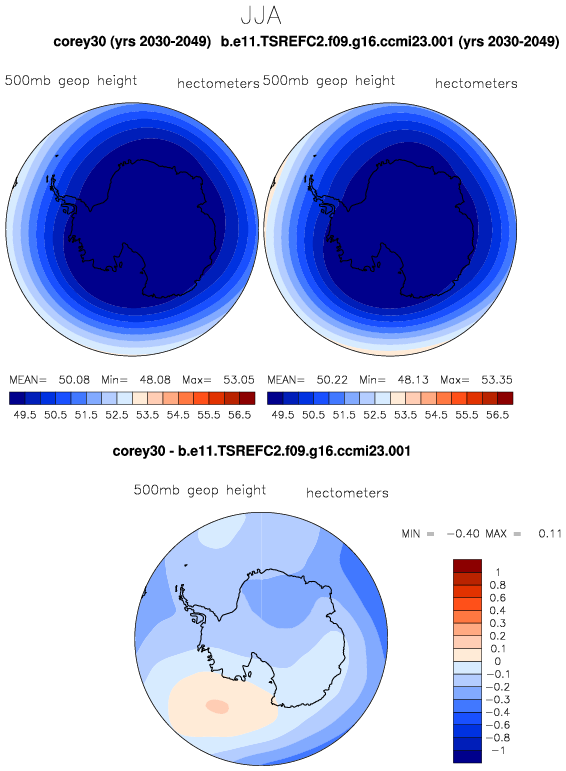 JJA
corey30 (yrs 2030-2049) b.e11.TSREFC2.f09.g16.ccmi23.001 (yrs 2030-2049)
500mb geop height hectometers 500mb geop height hectometers
MEAN= 50.08 Min= 48.08 Max= 53.05 MEAN= 50.22 Min= 48.13 Max= 53.35
49.5 50.5 51.5 52.5 53.5 54.5 55.5 56.5 49.5 50.5 51.5 52.5 53.5 54.5 55.5 56.5
corey30 - b.e11.TSREFC2.f09.g16.ccmi23.001
500mb geop height hectometers
MIN = -0.40 MAX = 0.11
1
0.8
0.6
0.4
0.3
0.2
0.1
0
-0.1
-0.2
-0.3
-0.4
-0.6
-0.8
-1